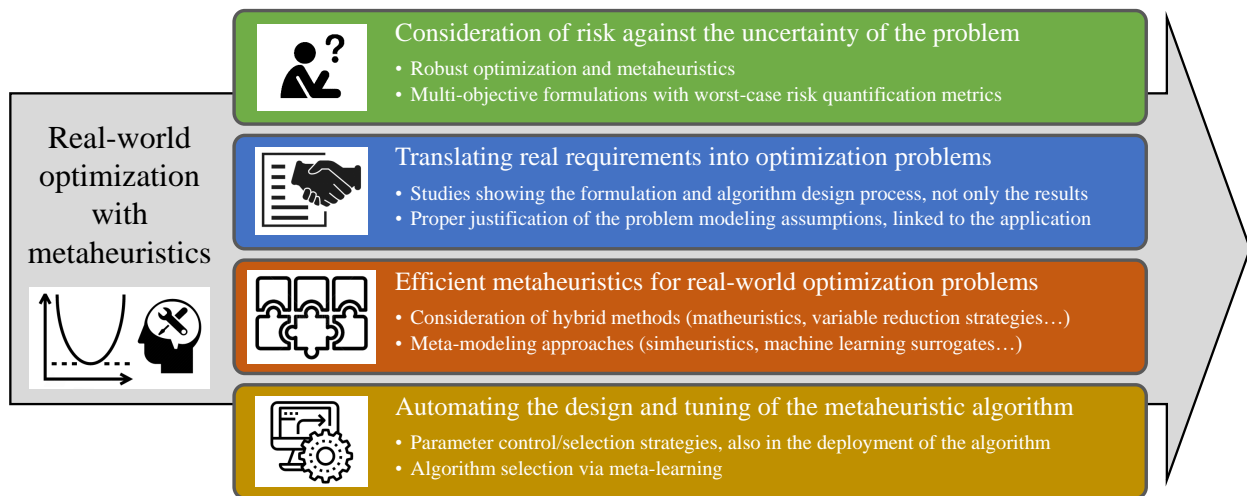 Real-world
optimization
with
metaheuristics
Consideration of risk against the uncertainty of the problem
• Robust optimization and metaheuristics
• Multi-objective formulations with worst-case risk quantification metrics
Translating real requirements into optimization problems
• Studies showing the formulation and algorithm design process, not only the results
• Proper justification of the problem modeling assumptions, linked to the application
Efficient metaheuristics for real-world optimization problems
• Consideration of hybrid methods (matheuristics, variable reduction strategies…)
• Meta-modeling approaches (simheuristics, machine learning surrogates…)
Automating the design and tuning of the metaheuristic algorithm
• Parameter control/selection strategies, also in the deployment of the algorithm
• Algorithm selection via meta-learning